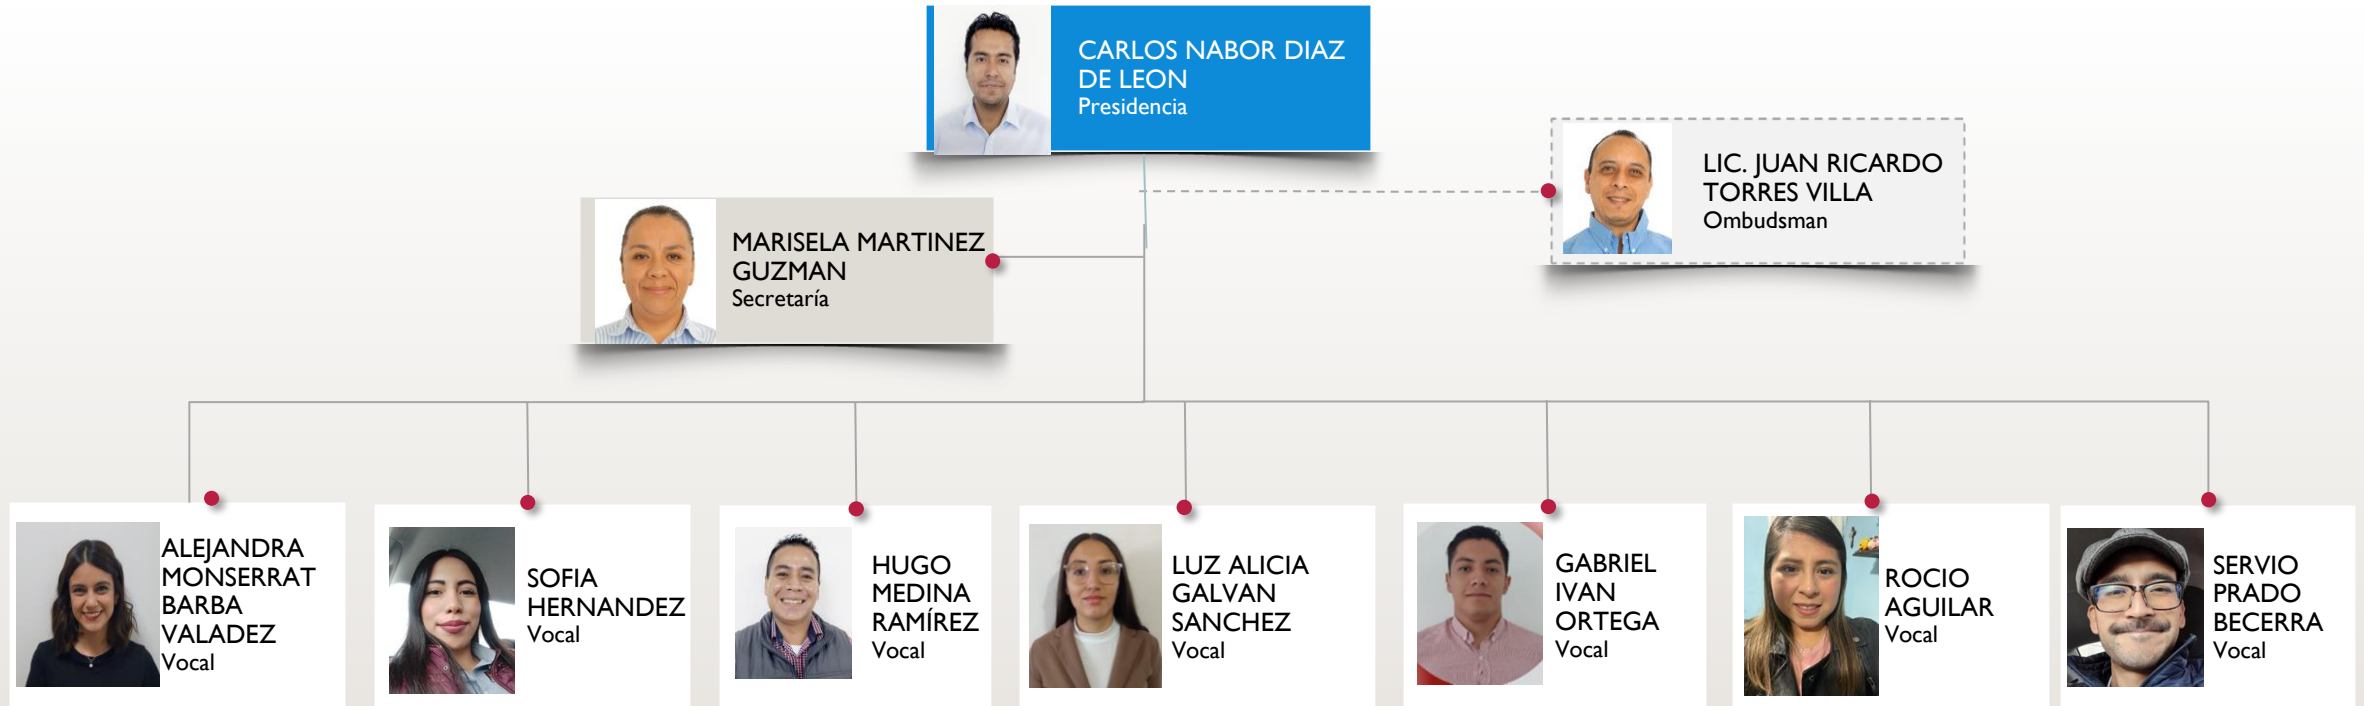 CARLOS NABOR DIAZ
DE LEON
Presidencia
LIC. JUAN RICARDO
TORRES VILLA
Ombudsman
MARISELA MARTINEZ
GUZMAN
Secretaría
ALEJANDRA
MONSERRAT
BARBA
VALADEZ
Vocal
SOFIA
HERNANDEZ
Vocal
HUGO
MEDINA
RAMÍREZ
Vocal
LUZ ALICIA
GALVAN
SANCHEZ
Vocal
GABRIEL
IVAN
ORTEGA
Vocal
ROCIO
AGUILAR
Vocal
SERVIO
PRADO
BECERRA
Vocal